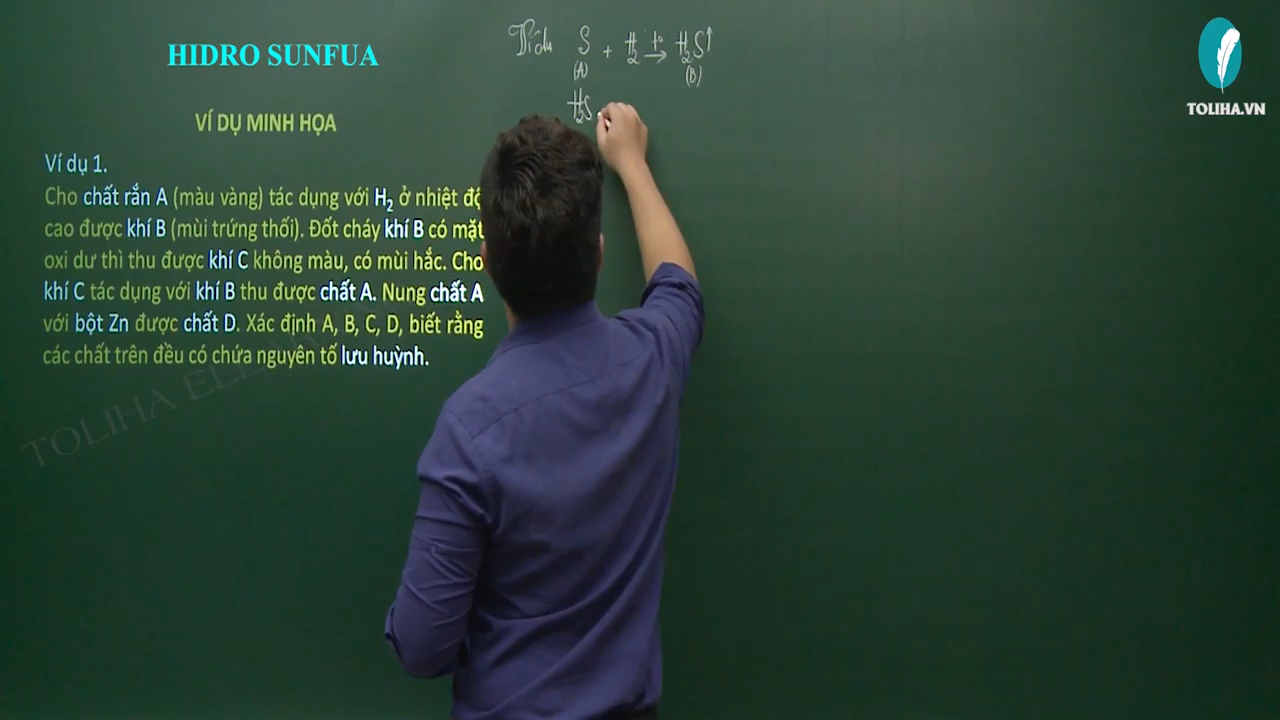 HIDRO SUNFUA
VÍ DỤ MINH HỌA
Ví dụ 1.
Cho chất rắn A (màu vàng) tác dụng với H₂ ở nhiệt độ
cao được khí B (mùi trứng thối). Đốt cháy khí B có mặt
oxi dư thì thu được khí C không màu, có mùi hắc. Cho
khí C tác dụng với khí B thu được chất A. Nung chất A
với bột Zn được chất D. Xác định A, B, C, D, biết rằng
các chất trên đều có chứa nguyên tố lưu huỳnh.
S + H₂ t° → H₂S↑
(A) (B)
H₂S
TOLIHA.VN